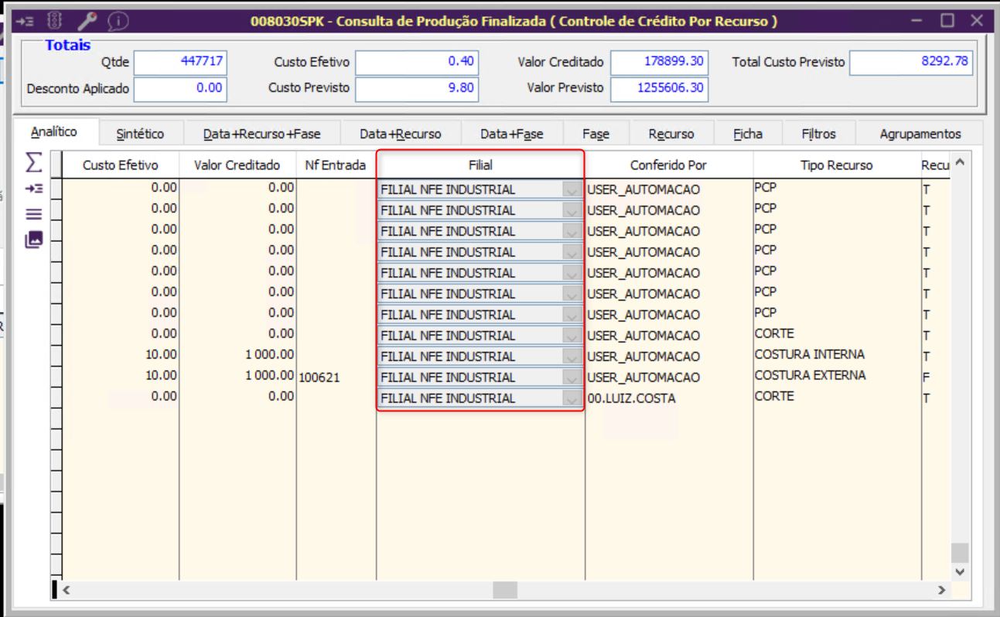 008030SPK - Consulta de Produção Finalizada ( Controle de Crédito Por Recurso )
Totais
Qtde 447717 Custo Efetivo 0.40 Valor Creditado 178899.30 Total Custo Previsto 8292.78
Desconto Aplicado 0.00 Custo Previsto 9.80 Valor Previsto 1255606.30
Analítico Sintético Data+Recurso+Fase Data+Recurso Data+Fase Fase Recurso Ficha Filtros Agrupamentos
Custo Efetivo Valor Creditado Nf Entrada Filial Conferido Por Tipo Recurso Recu
0.00 0.00 FILIAL NFE INDUSTRIAL USER_AUTOMACAO PCP T
0.00 0.00 FILIAL NFE INDUSTRIAL USER_AUTOMACAO PCP T
0.00 0.00 FILIAL NFE INDUSTRIAL USER_AUTOMACAO PCP T
0.00 0.00 FILIAL NFE INDUSTRIAL USER_AUTOMACAO PCP T
0.00 0.00 FILIAL NFE INDUSTRIAL USER_AUTOMACAO PCP T
0.00 0.00 FILIAL NFE INDUSTRIAL USER_AUTOMACAO PCP T
0.00 0.00 FILIAL NFE INDUSTRIAL USER_AUTOMACAO PCP T
0.00 0.00 FILIAL NFE INDUSTRIAL USER_AUTOMACAO CORTE T
10.00 1 000.00 FILIAL NFE INDUSTRIAL USER_AUTOMACAO COSTURA INTERNA T
10.00 1 000.00 100621 FILIAL NFE INDUSTRIAL USER_AUTOMACAO COSTURA EXTERNA F
0.00 0.00 FILIAL NFE INDUSTRIAL 00.LUIZ.COSTA CORTE T